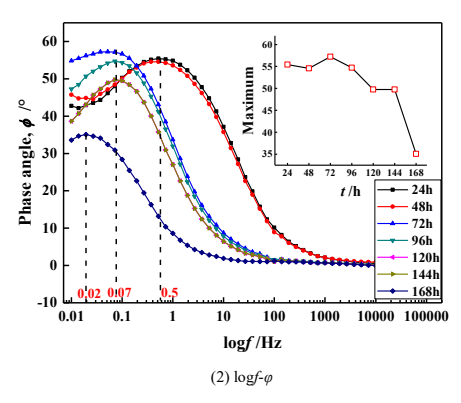 60
50
40
30
20
10
0
-10
Phase angle, ϕ /°
0.01 0.1 1 10 100 1000 10000 100000
logf /Hz
0.02 0.07 0.5
60
55
50
45
40
35
Maximum
24 48 72 96 120 144 168
t /h
24h
48h
72h
96h
120h
144h
168h
(2) logf-φ